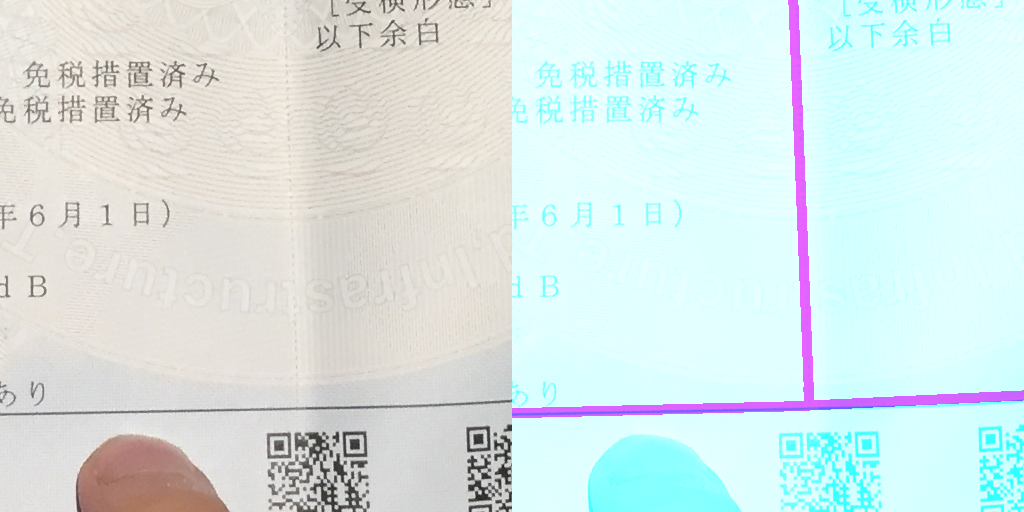 [受検形態]
以下余白
免税措置済み
免税措置済み
年6月1日)
d B
あり
[受検形態]
以下余白
免税措置済み
免税措置済み
年6月1日)
d B
あり